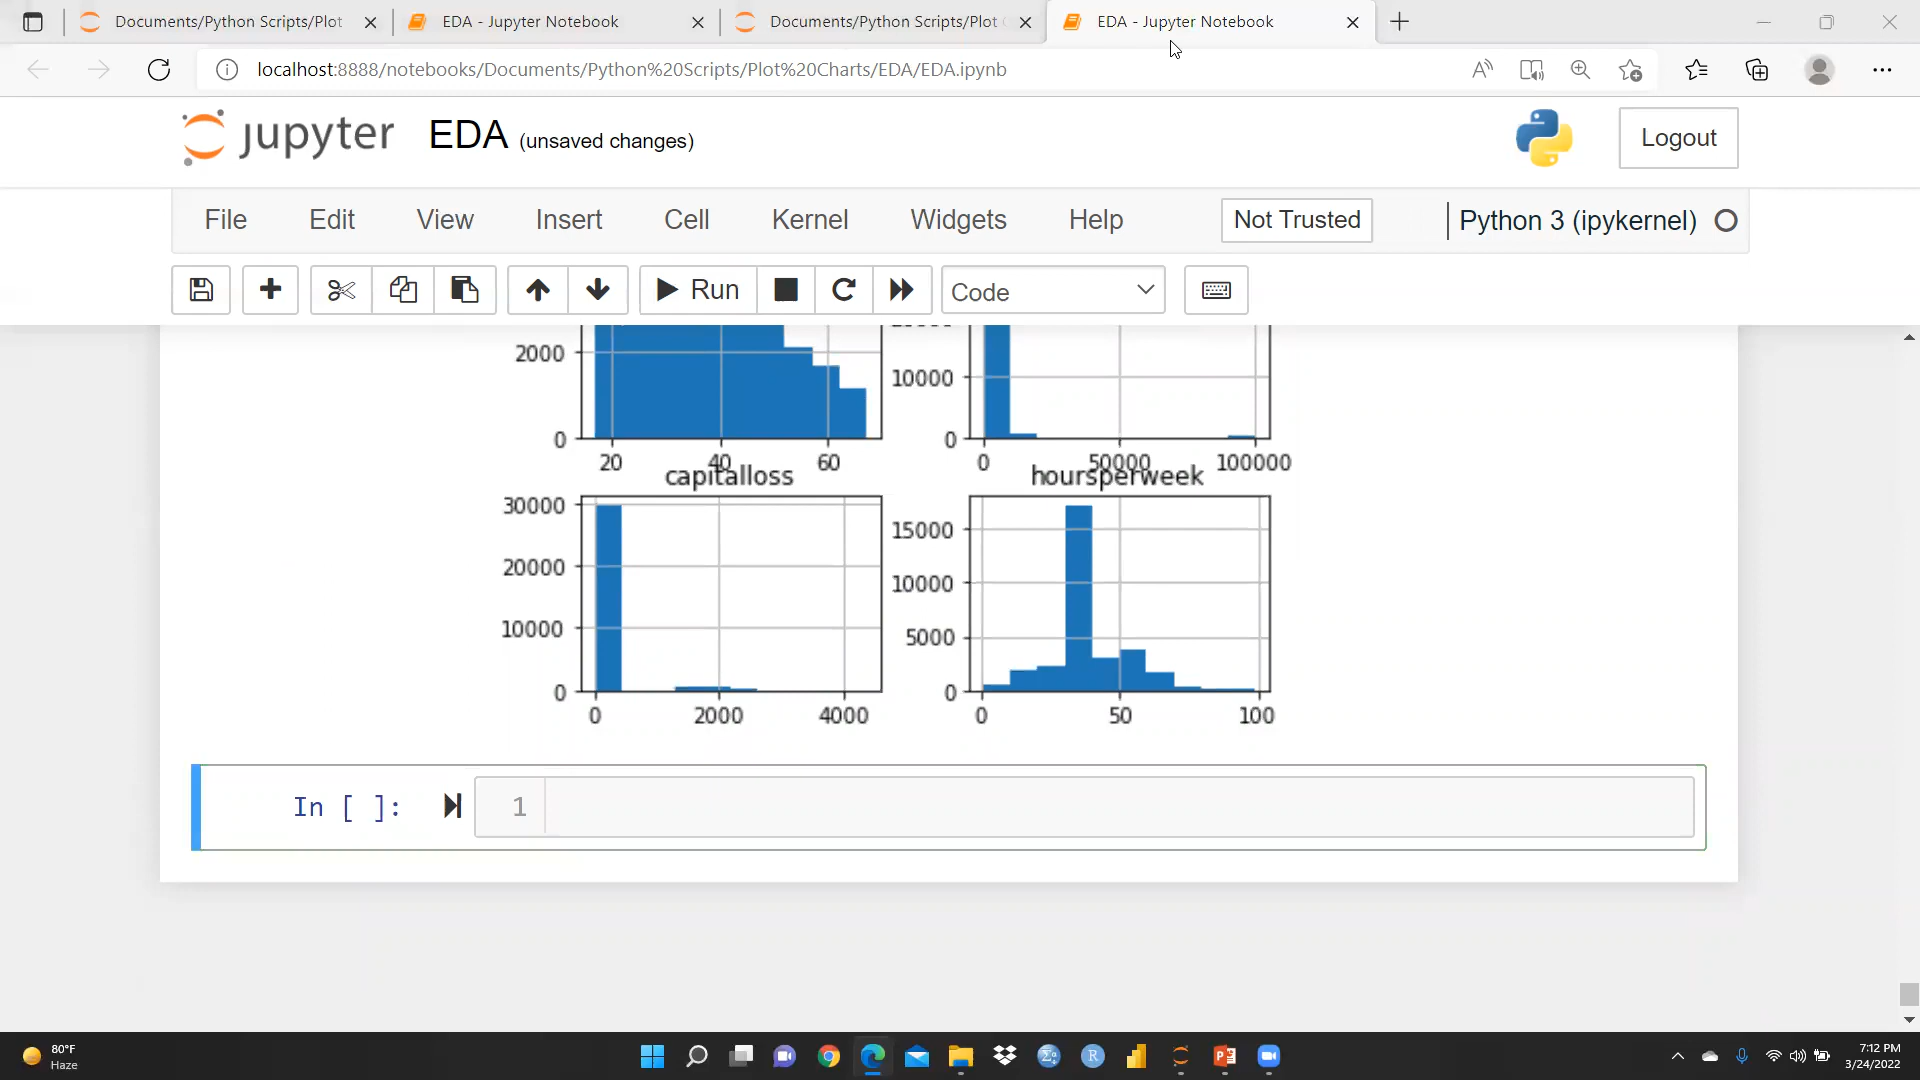 Documents/Python Scripts/Plot
EDA - Jupyter Notebook
Documents/Python Scripts/Plot
EDA - Jupyter Notebook
localhost:8888/notebooks/Documents/Python%20Scripts/Plot%20Charts/EDA/EDA.ipynb
jupyter EDA (unsaved changes)
Logout
File Edit View Insert Cell Kernel Widgets Help
Not Trusted
Python 3 (ipykernel)
Run
Code
2000
0
20 40 60
10000
0
0 50000 100000
capitalloss
30000
20000
10000
0
0 2000 4000
hoursperweek
15000
10000
5000
0
0 50 100
In [ ]:
1
80°F
Haze
7:12 PM
3/24/2022